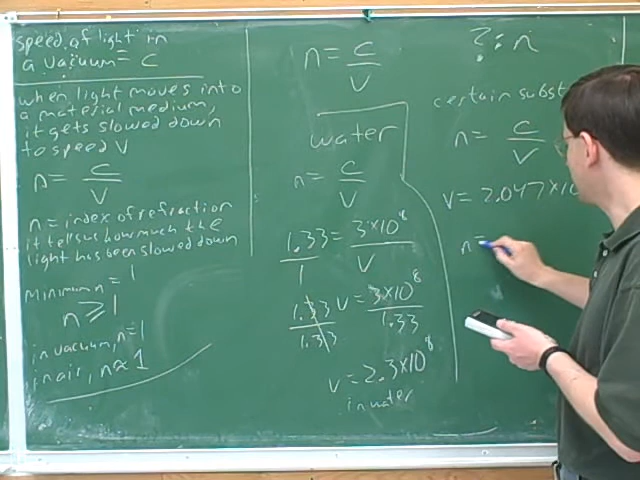 speed of light in
a vacuum = c
when light moves into
a material medium,
it gets slowed down
to speed v
n = c/v
n = index of refraction
it tells us how much the
light has been slowed down
minimum n = 1
n ≥ 1
in vacuum, n = 1
in air, n ≈ 1
n = c/v
water
n = c/v
1.33/1 = 3×10^8/v
1.33 v/1.33 = 3×10^8/1.33
v = 2.3×10^8
in water
?: n
certain subst
n = c/v
v = 2.047×10
n =